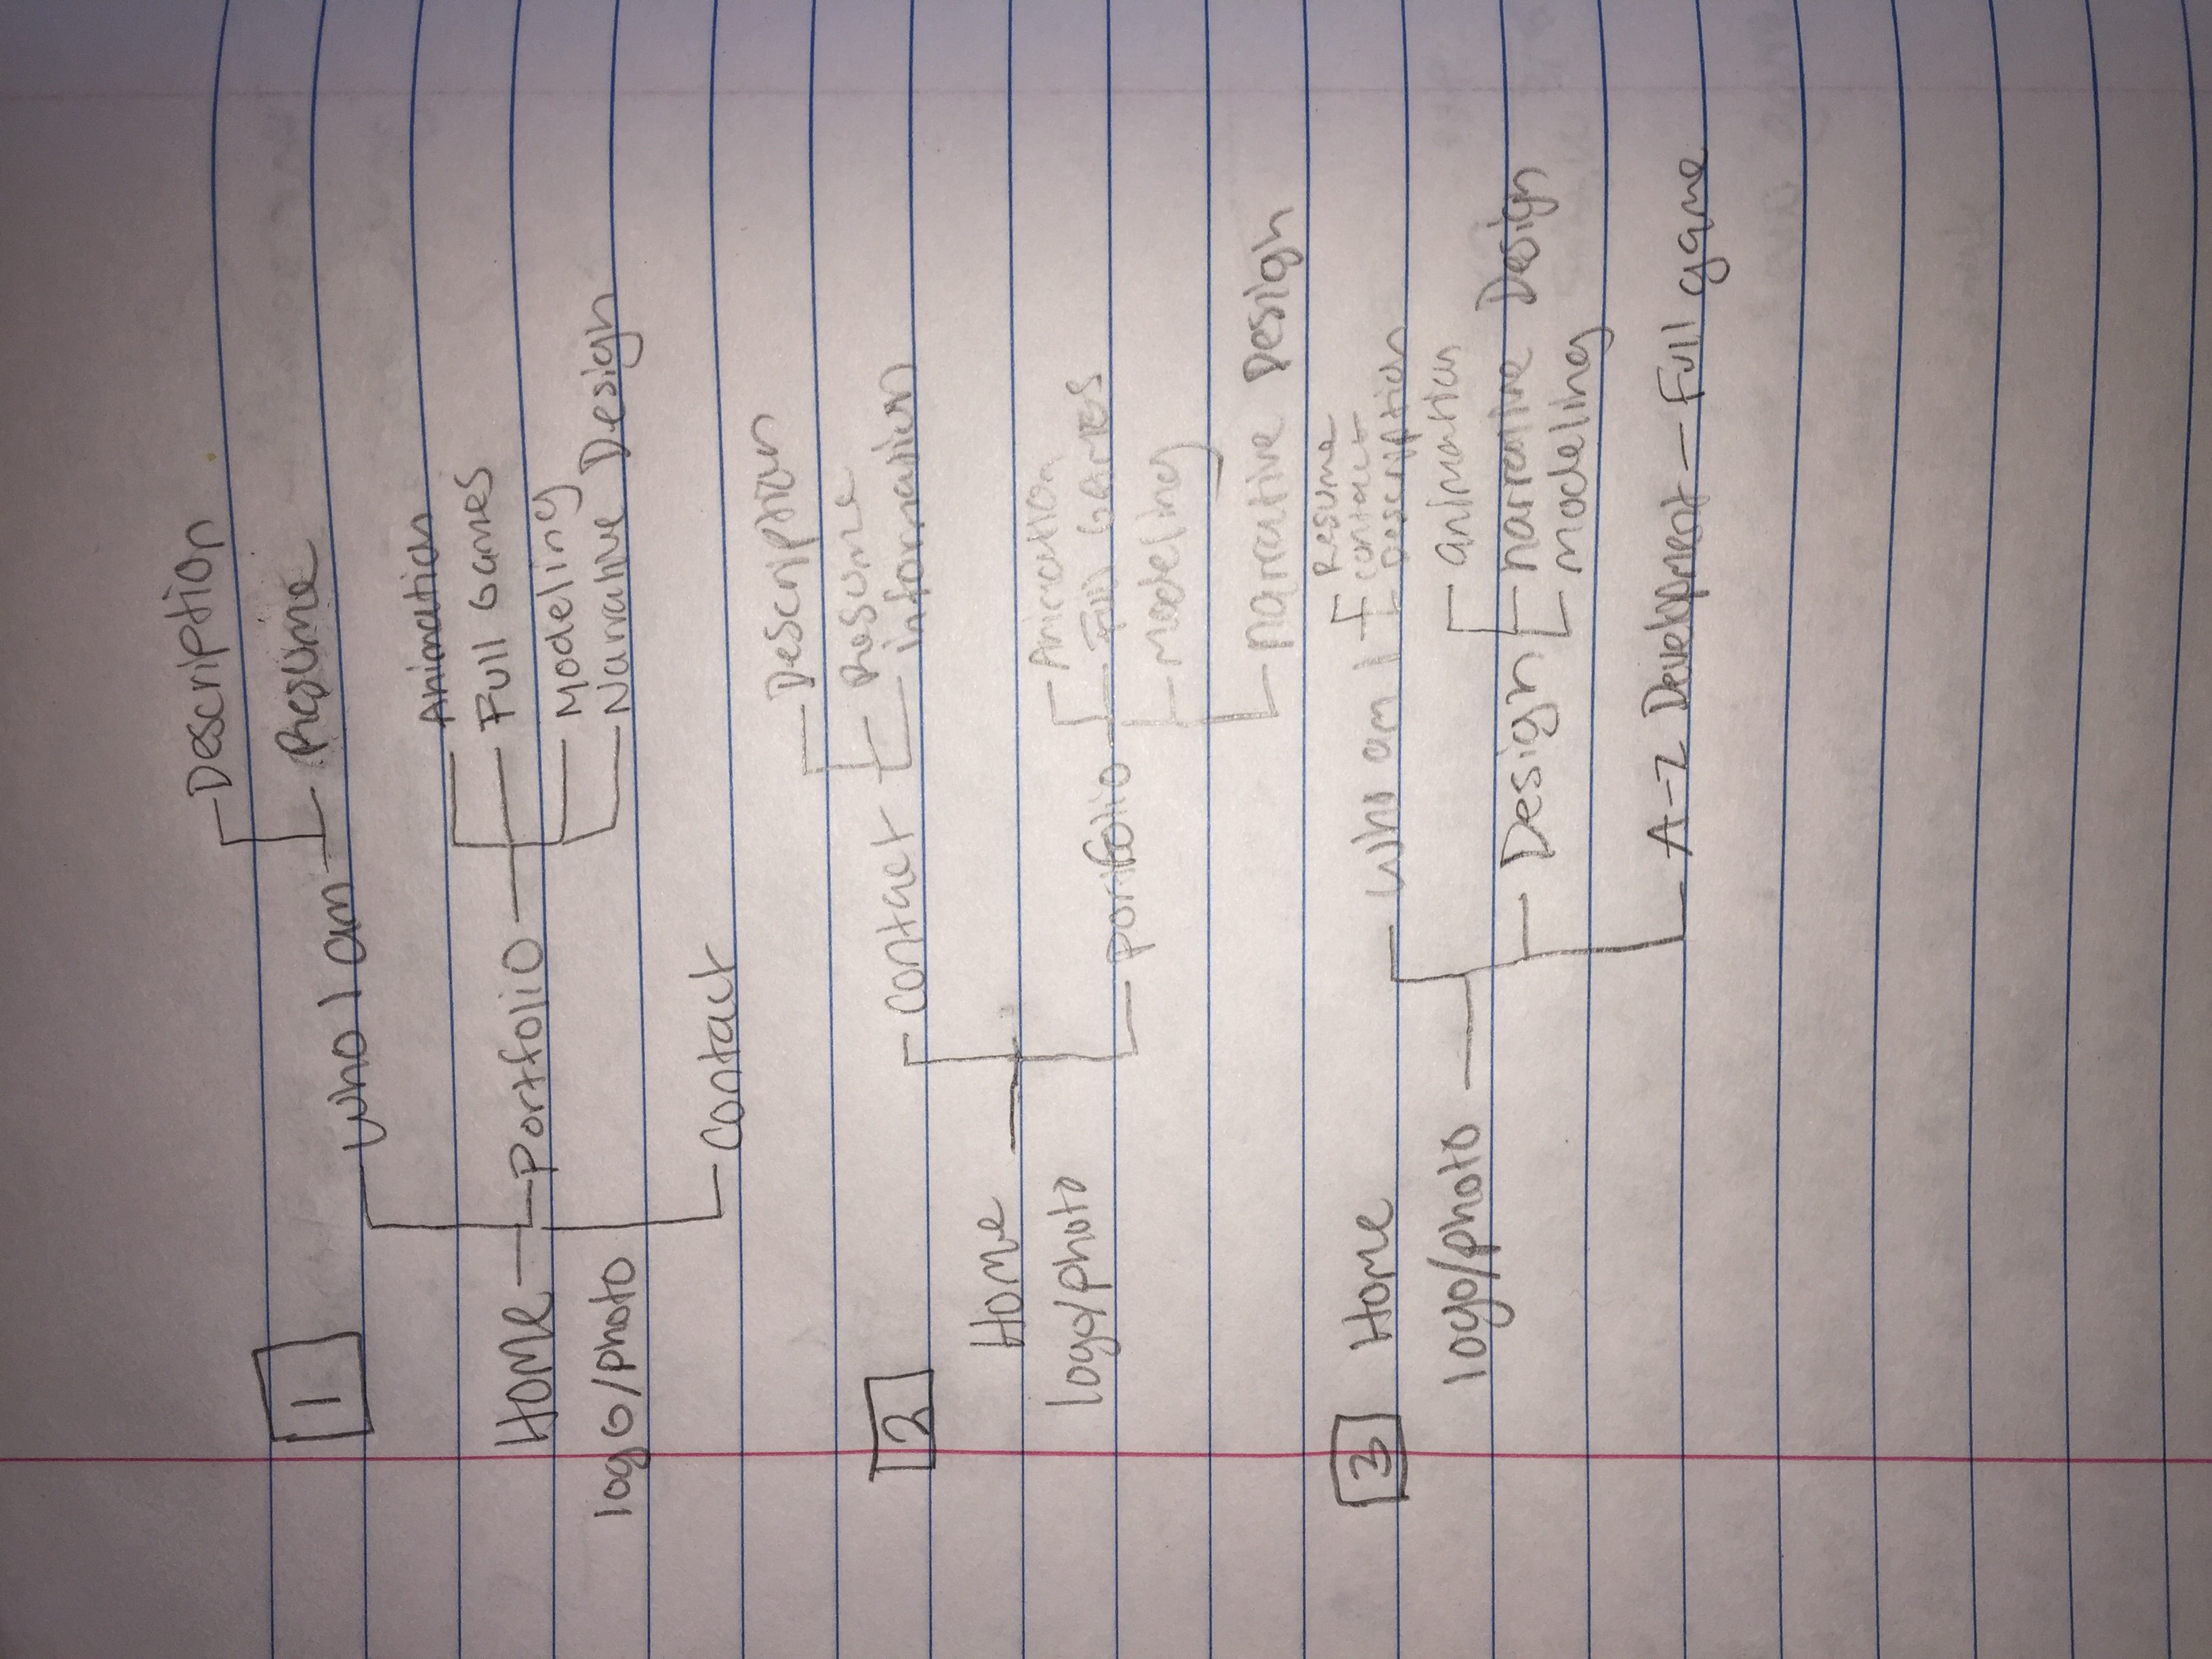 1
Description
Resume
Who I am
Animation
Full Games
Home
Portfolio
Modeling
Narrative Design
logo/photo
Contact
2
Description
Resume
information
Contact
Home
logo/photo
Animation
Full GAMES
portfolio
Modeling
narrative Design
3
Home
Resume
contact
Description
Who am I
logo/photo
animation
Design
narrative Design
modeling
A-Z Development - Full game